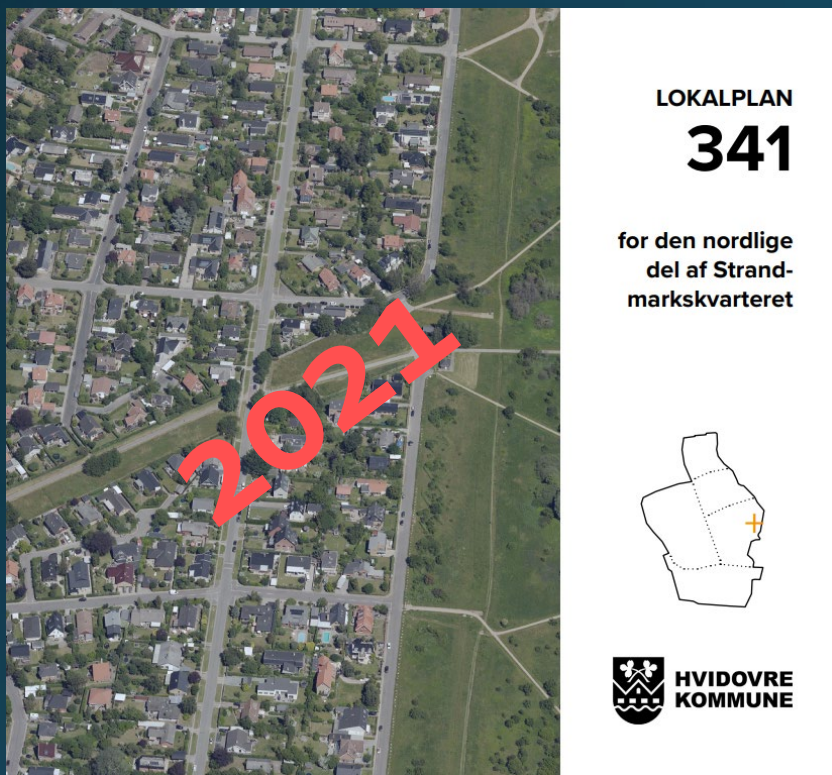 2021
LOKALPLAN
341
for den nordlige
del af Strand-
markskvarteret
HVIDOVRE
KOMMUNE